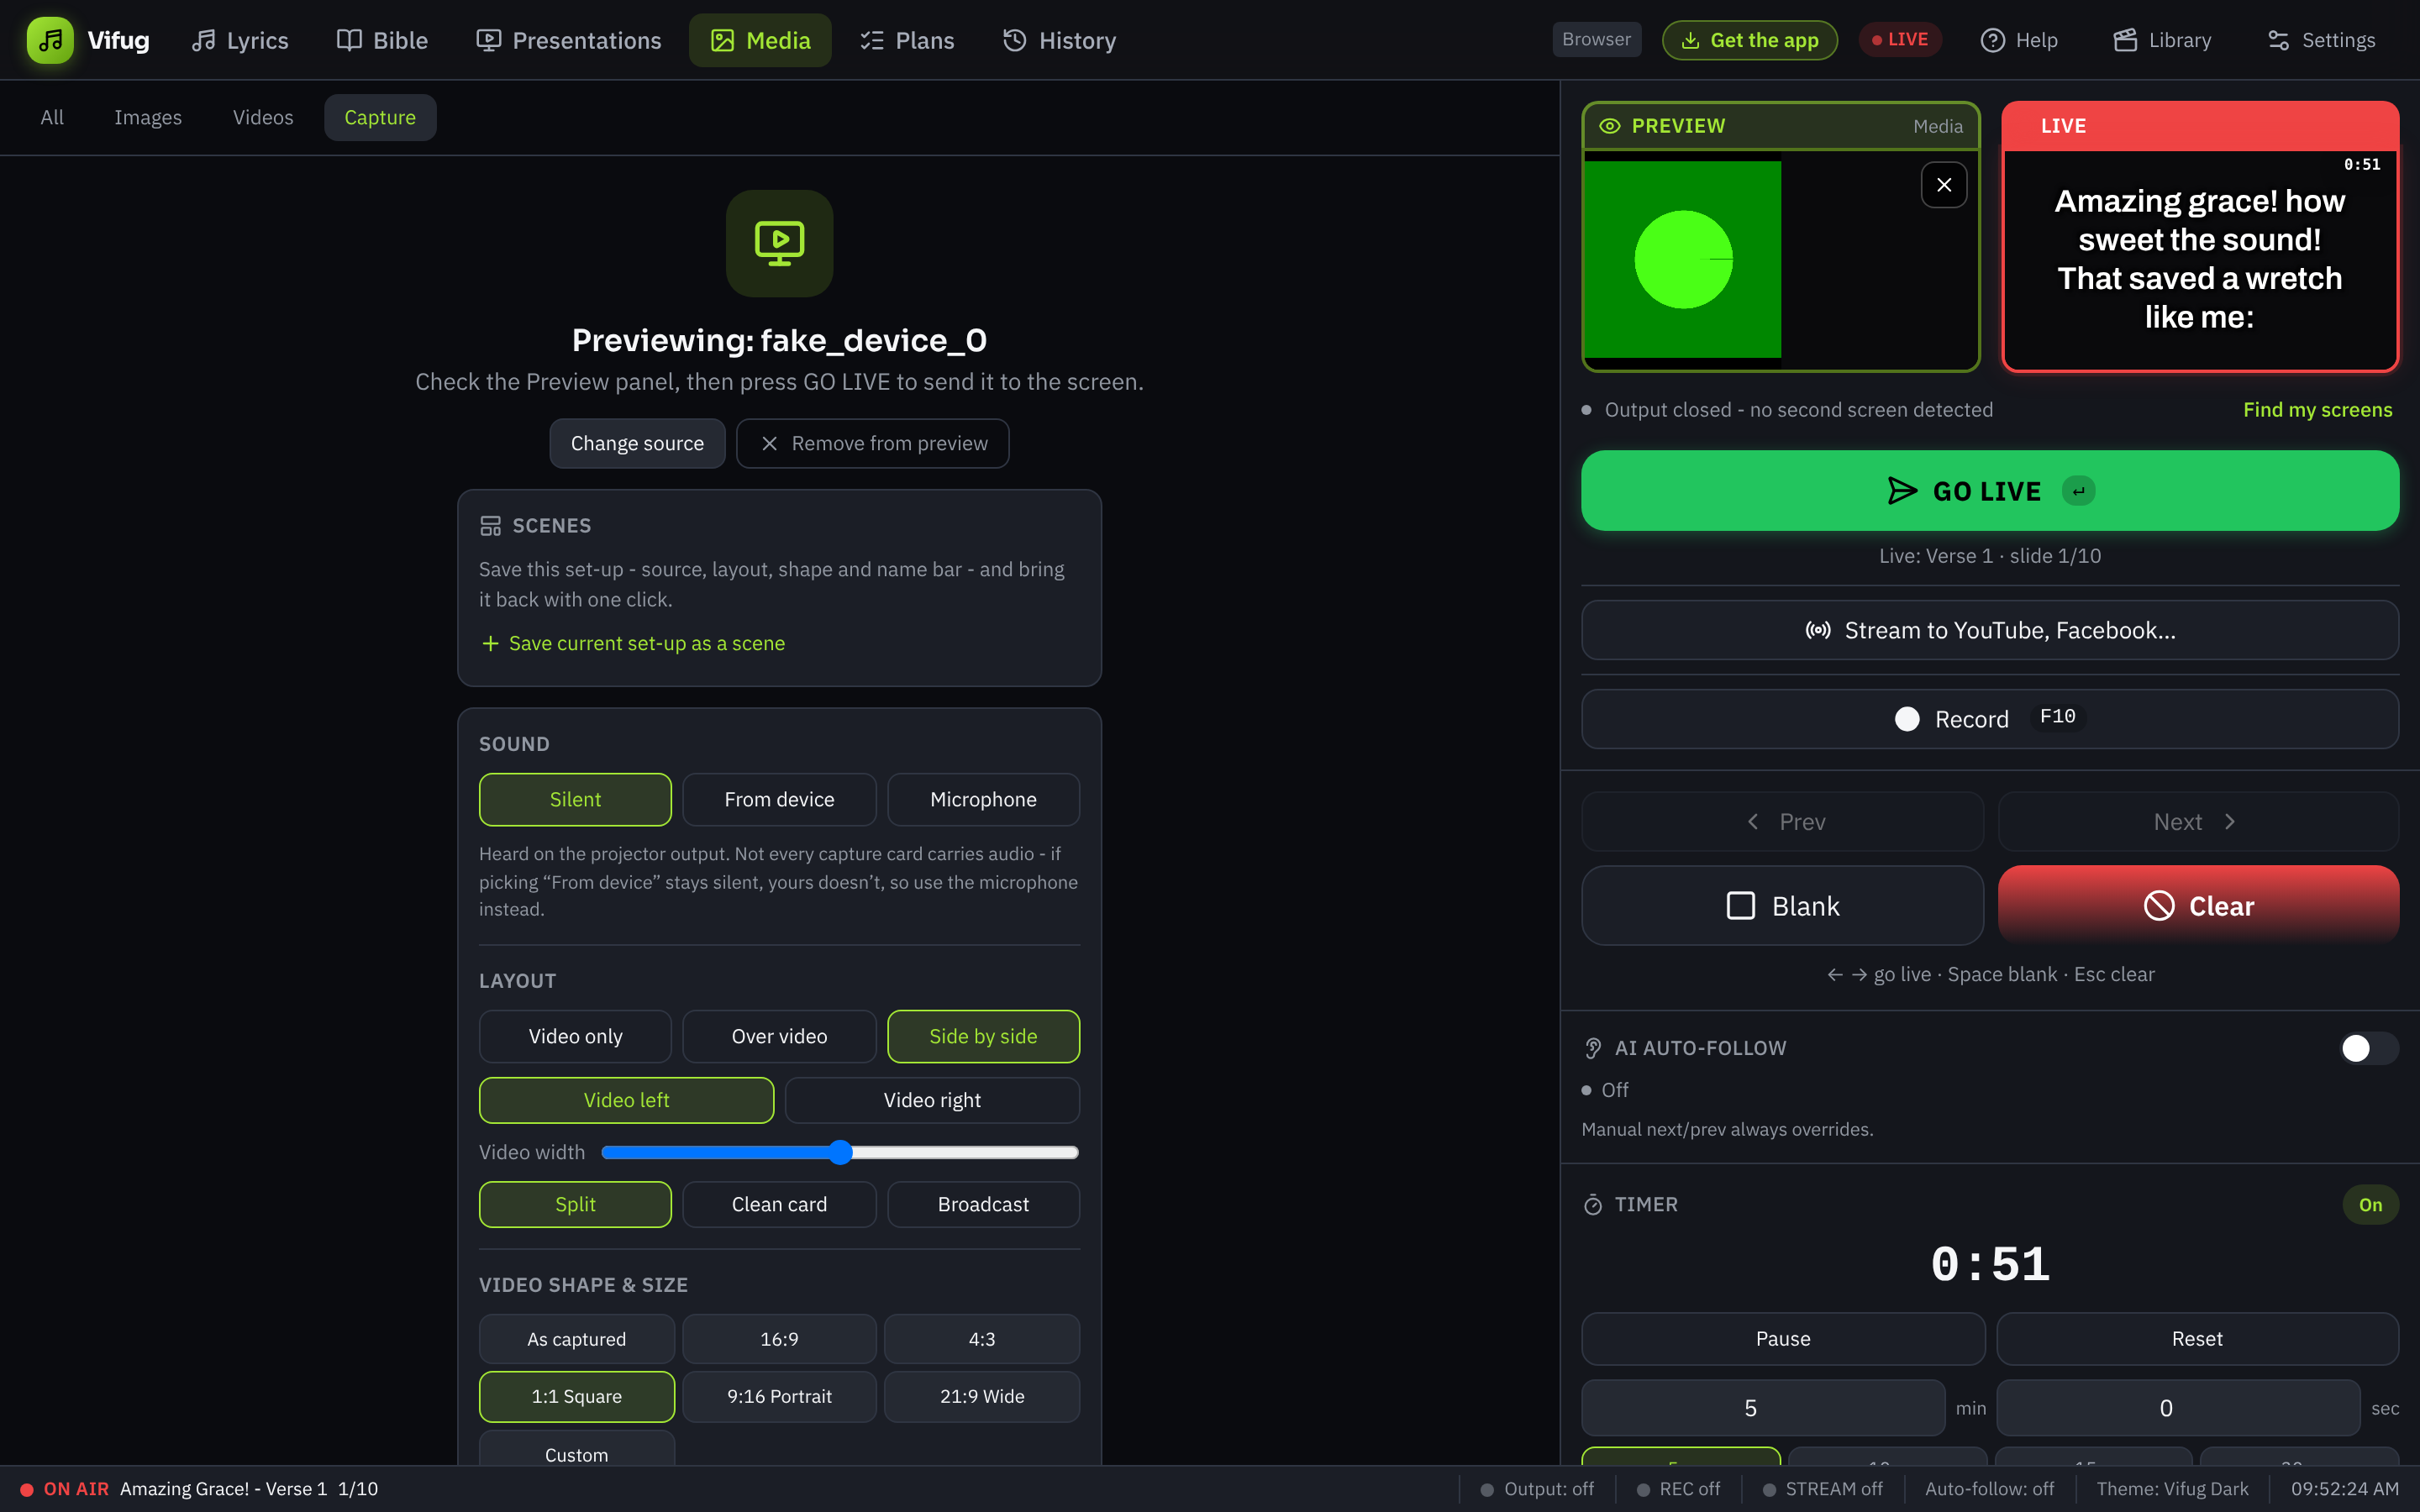 Vifug
Lyrics
Bible
Presentations
Media
Plans
History
Browser
Get the app
LIVE
Help
Library
Settings
All
Images
Videos
Capture
Previewing: fake_device_0
Check the Preview panel, then press GO LIVE to send it to the screen.
Change source
Remove from preview
SCENES
Save this set-up - source, layout, shape and name bar - and bring
it back with one click.
Save current set-up as a scene
SOUND
Silent
From device
Microphone
Heard on the projector output. Not every capture card carries audio - if
picking “From device” stays silent, yours doesn’t, so use the microphone
instead.
LAYOUT
Video only
Over video
Side by side
Video left
Video right
Video width
Split
Clean card
Broadcast
VIDEO SHAPE & SIZE
As captured
16:9
4:3
1:1 Square
9:16 Portrait
21:9 Wide
Custom
PREVIEW
Media
LIVE
0:51
Amazing grace! how
sweet the sound!
That saved a wretch
like me:
Output closed - no second screen detected
Find my screens
GO LIVE
Live: Verse 1 · slide 1/10
Stream to YouTube, Facebook...
Record F10
Prev
Next
Blank
Clear
← → go live · Space blank · Esc clear
AI AUTO-FOLLOW
Off
Manual next/prev always overrides.
TIMER
On
0:51
Pause
Reset
5 min
0 sec
ON AIR Amazing Grace! - Verse 1 1/10
Output: off
REC off
STREAM off
Auto-follow: off
Theme: Vifug Dark
09:52:24 AM